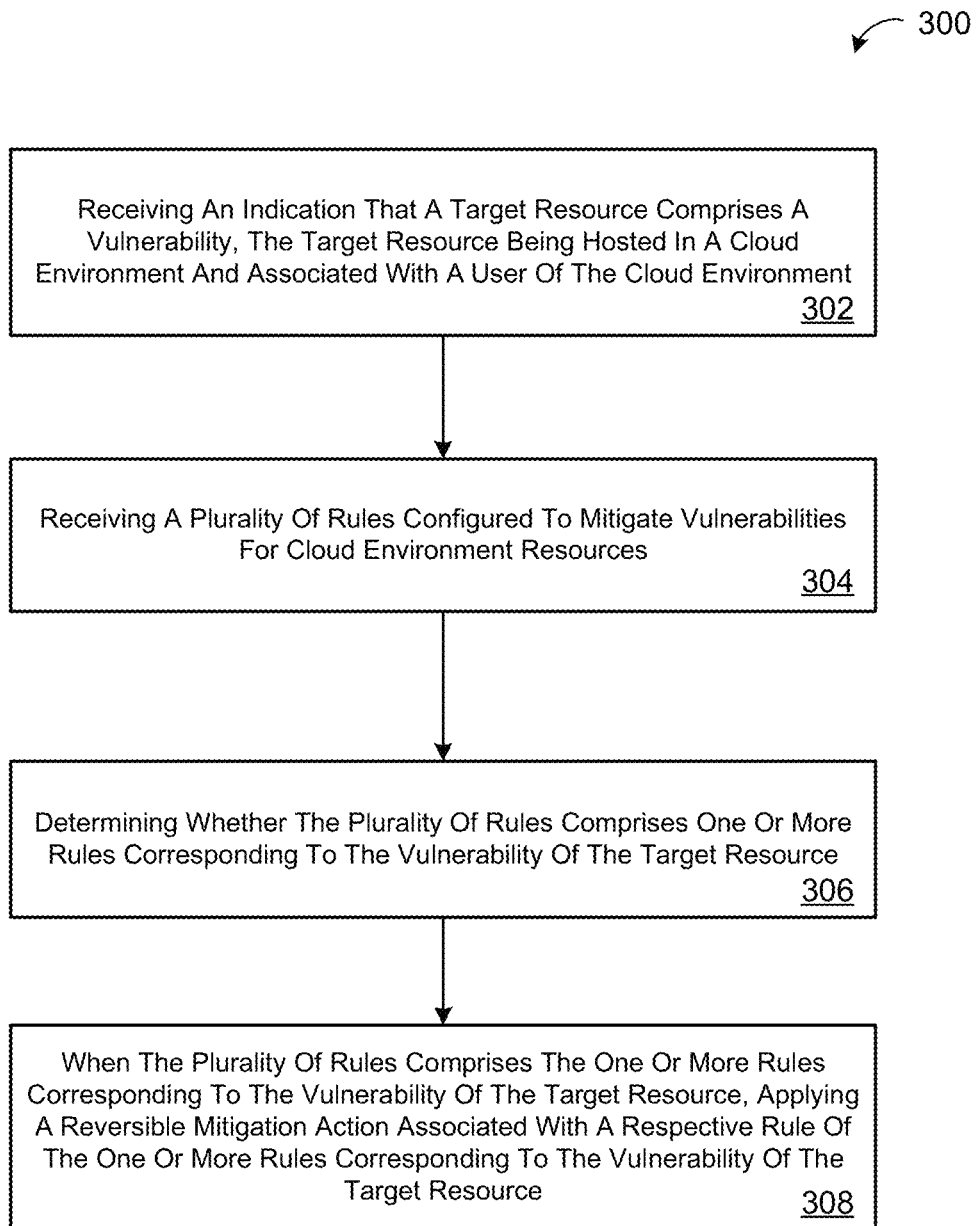 300
Receiving An Indication That A Target Resource Comprises A
Vulnerability, The Target Resource Being Hosted In A Cloud
Environment And Associated With A User Of The Cloud Environment
302
Receiving A Plurality Of Rules Configured To Mitigate Vulnerabilities
For Cloud Environment Resources
304
Determining Whether The Plurality Of Rules Comprises One Or More
Rules Corresponding To The Vulnerability Of The Target Resource
306
When The Plurality Of Rules Comprises The One Or More Rules
Corresponding To The Vulnerability Of The Target Resource, Applying
A Reversible Mitigation Action Associated With A Respective Rule Of
The One Or More Rules Corresponding To The Vulnerability Of The
Target Resource
308